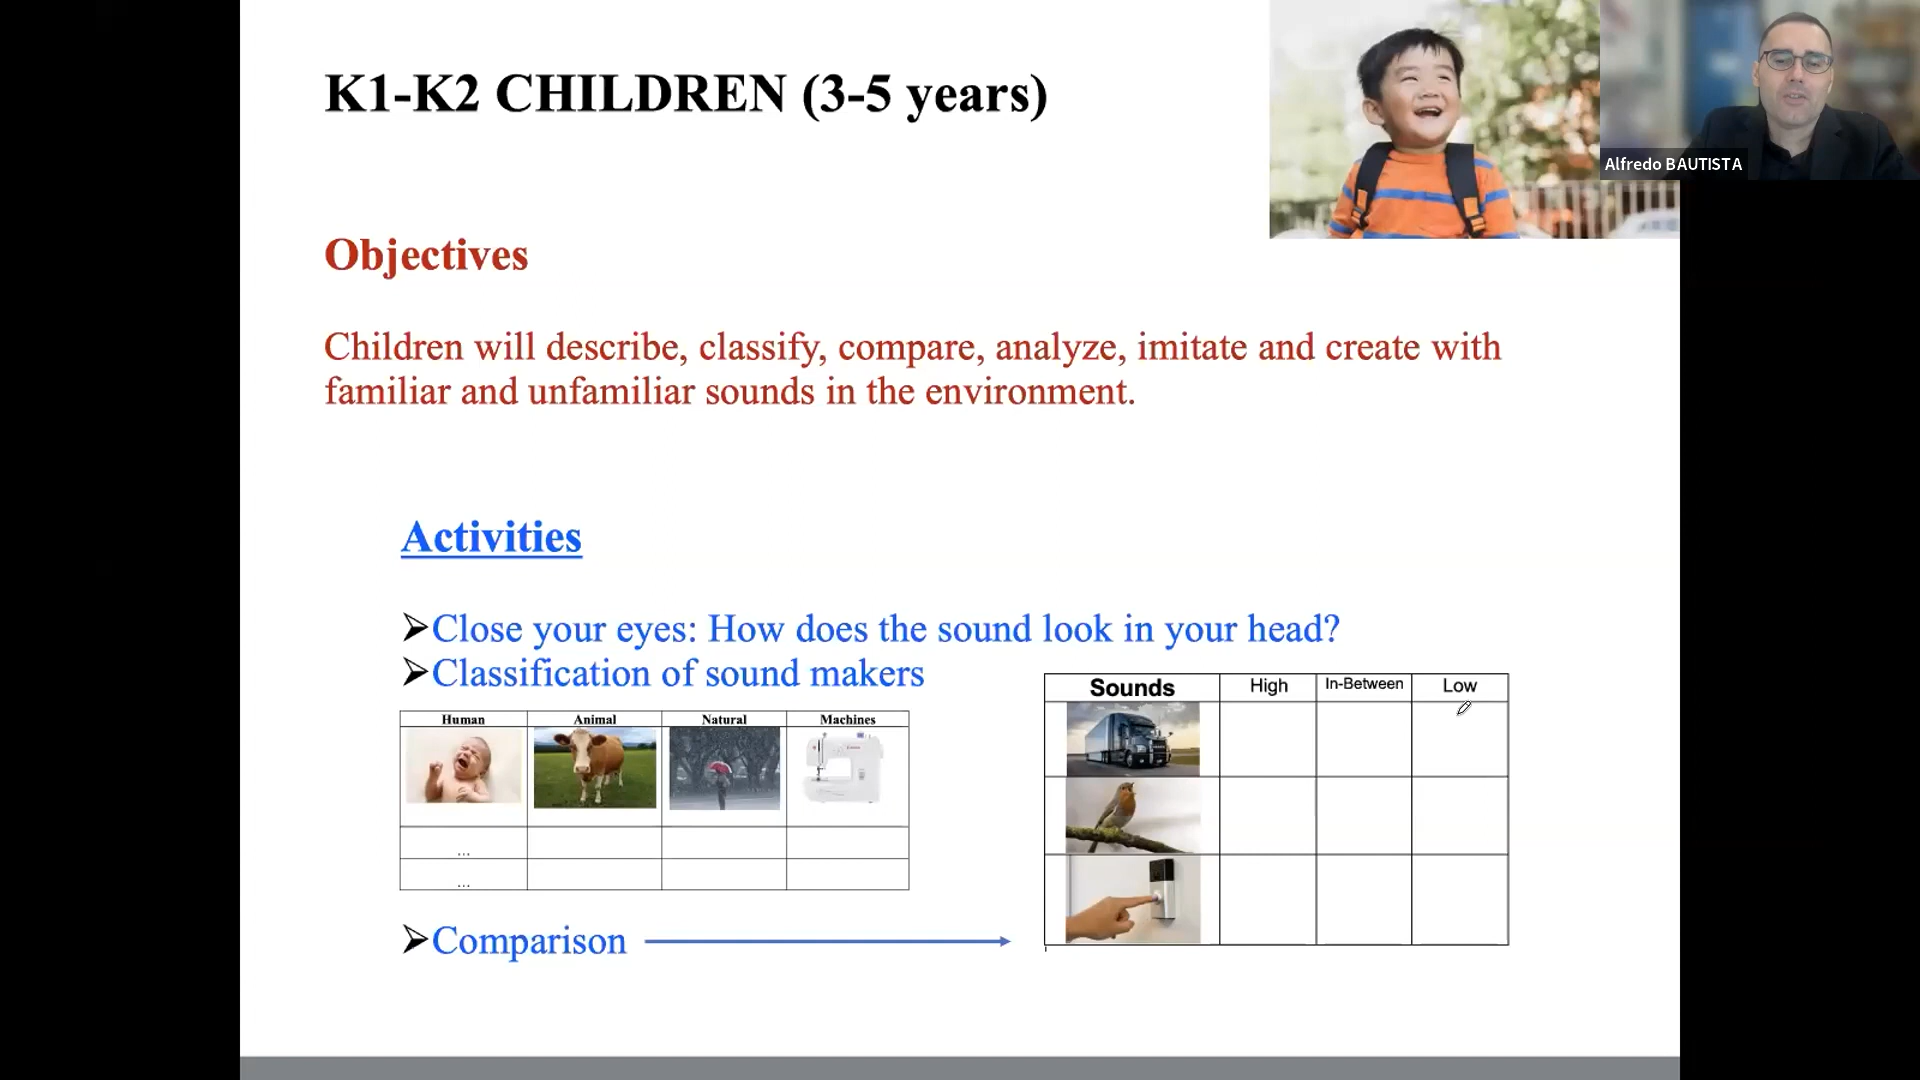 K1-K2 CHILDREN (3-5 years)
Alfredo BAUTISTA
Objectives
Children will describe, classify, compare, analyze, imitate and create with
familiar and unfamiliar sounds in the environment.
Activities
➢Close your eyes: How does the sound look in your head?
➢Classification of sound makers
Human Animal Natural Machines
...
...
Sounds High In-Between Low
➢Comparison